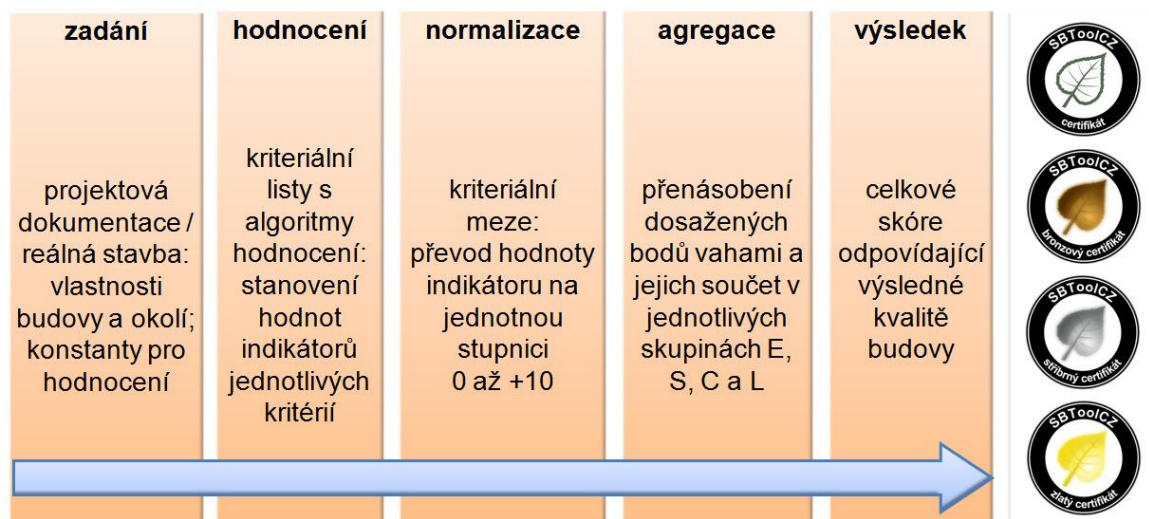 zadání
projektová
dokumentace /
reálná stavba:
vlastnosti
budovy a okolí;
konstanty pro
hodnocení
hodnocení
kriteriální
listy s
algoritmy
hodnocení:
stanovení
hodnot
indikátorů
jednotlivých
kritérií
normalizace
kriteriální
meze:
převod hodnoty
indikátoru na
jednotnou
stupnici
0 až +10
agregace
přenásobení
dosažených
bodů vahami a
jejich součet v
jednotlivých
skupinách E,
S, C a L
výsledek
celkové
skóre
odpovídající
výsledné
kvalitě
budovy
SBToolCZ
certifikát
SBToolCZ
bronzový certifikát
SBToolCZ
stříbrný certifikát
SBToolCZ
zlatý certifikát